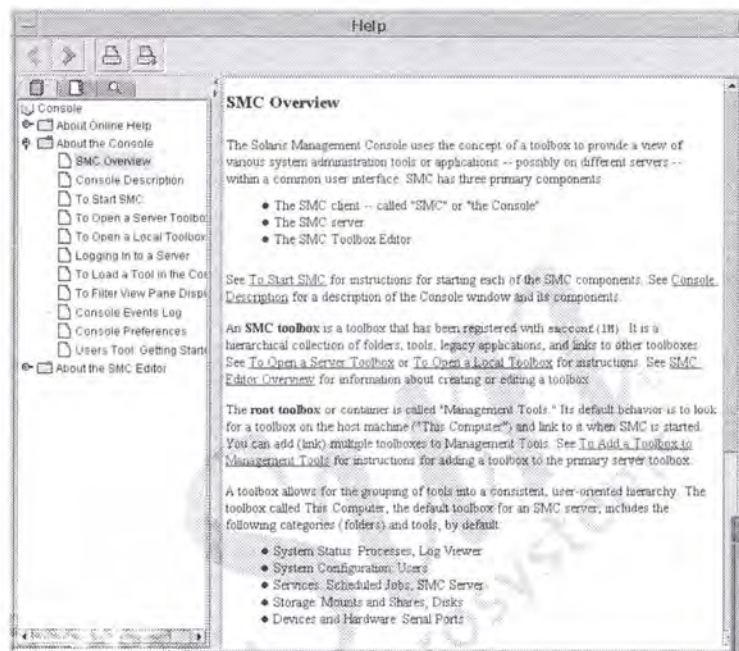 Help
Console
About Online Help
About the Console
SMC Overview
Console Description
To Start SMC
To Open a Server Toolbo
To Open a Local Toolbox
Logging In to a Server
To Load a Tool in the Co
To Filter View Pane Displ
Console Events Log
Console Preferences
Users Tool: Getting Starte
About the SMC Editor
SMC Overview
The Solaris Management Console uses the concept of a toolbox to provide a view of
various system administration tools or applications -- possibly on different servers --
within a common user interface. SMC has three primary components
● The SMC client -- called "SMC" or "the Console"
● The SMC server
● The SMC Toolbox Editor
See To Start SMC for instructions for starting each of the SMC components. See Console
Description for a description of the Console window and its components.
An SMC toolbox is a toolbox that has been registered with smcconf(1M). It is a
hierarchical collection of folders, tools, legacy applications, and links to other toolboxes.
See To Open a Server Toolbox or To Open a Local Toolbox for instructions. See SMC
Editor Overview for information about creating or editing a toolbox.
The root toolbox or container is called "Management Tools." Its default behavior is to look
for a toolbox on the host machine ("This Computer") and link to it when SMC is started.
You can add (link) multiple toolboxes to Management Tools. See To Add a Toolbox to
Management Tools for instructions for adding a toolbox to the primary server toolbox.
A toolbox allows for the grouping of tools into a consistent, user-oriented hierarchy. The
toolbox called This Computer, the default toolbox for an SMC server, includes the
following categories (folders) and tools, by default:
● System Status: Processes, Log Viewer
● System Configuration: Users
● Services: Scheduled Jobs, SMC Server
● Storage: Mounts and Shares, Disks
● Devices and Hardware: Serial Ports